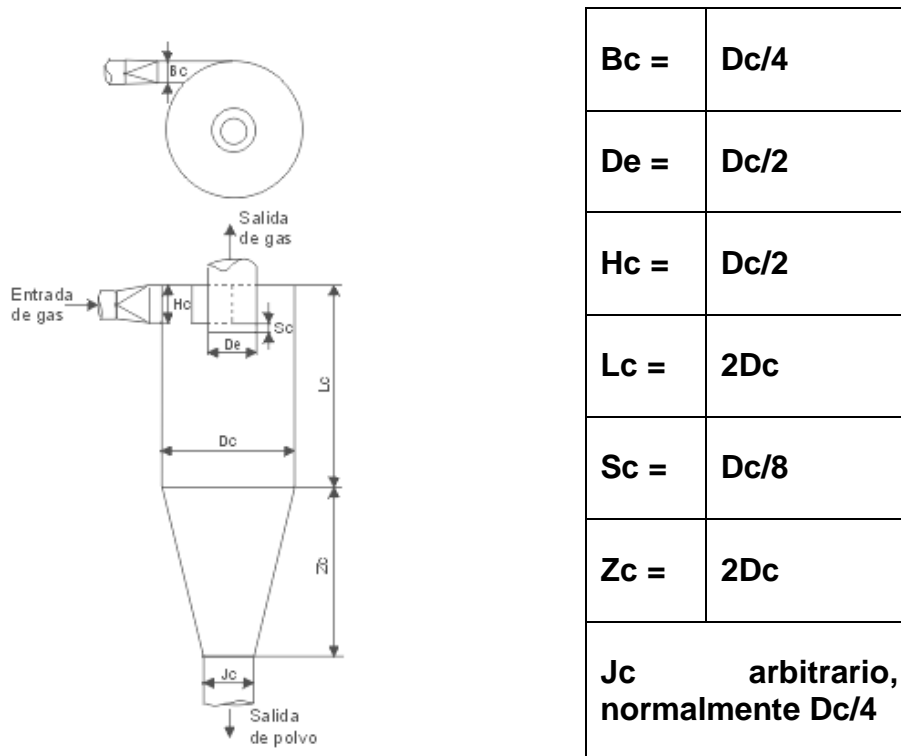 Bc
Salida
de gas
Entrada
de gas
Hc
Sc
De
Lc
Dc
Zc
Jc
Salida
de polvo
Bc = Dc/4
De = Dc/2
Hc = Dc/2
Lc = 2Dc
Sc = Dc/8
Zc = 2Dc
Jc arbitrario,
normalmente Dc/4